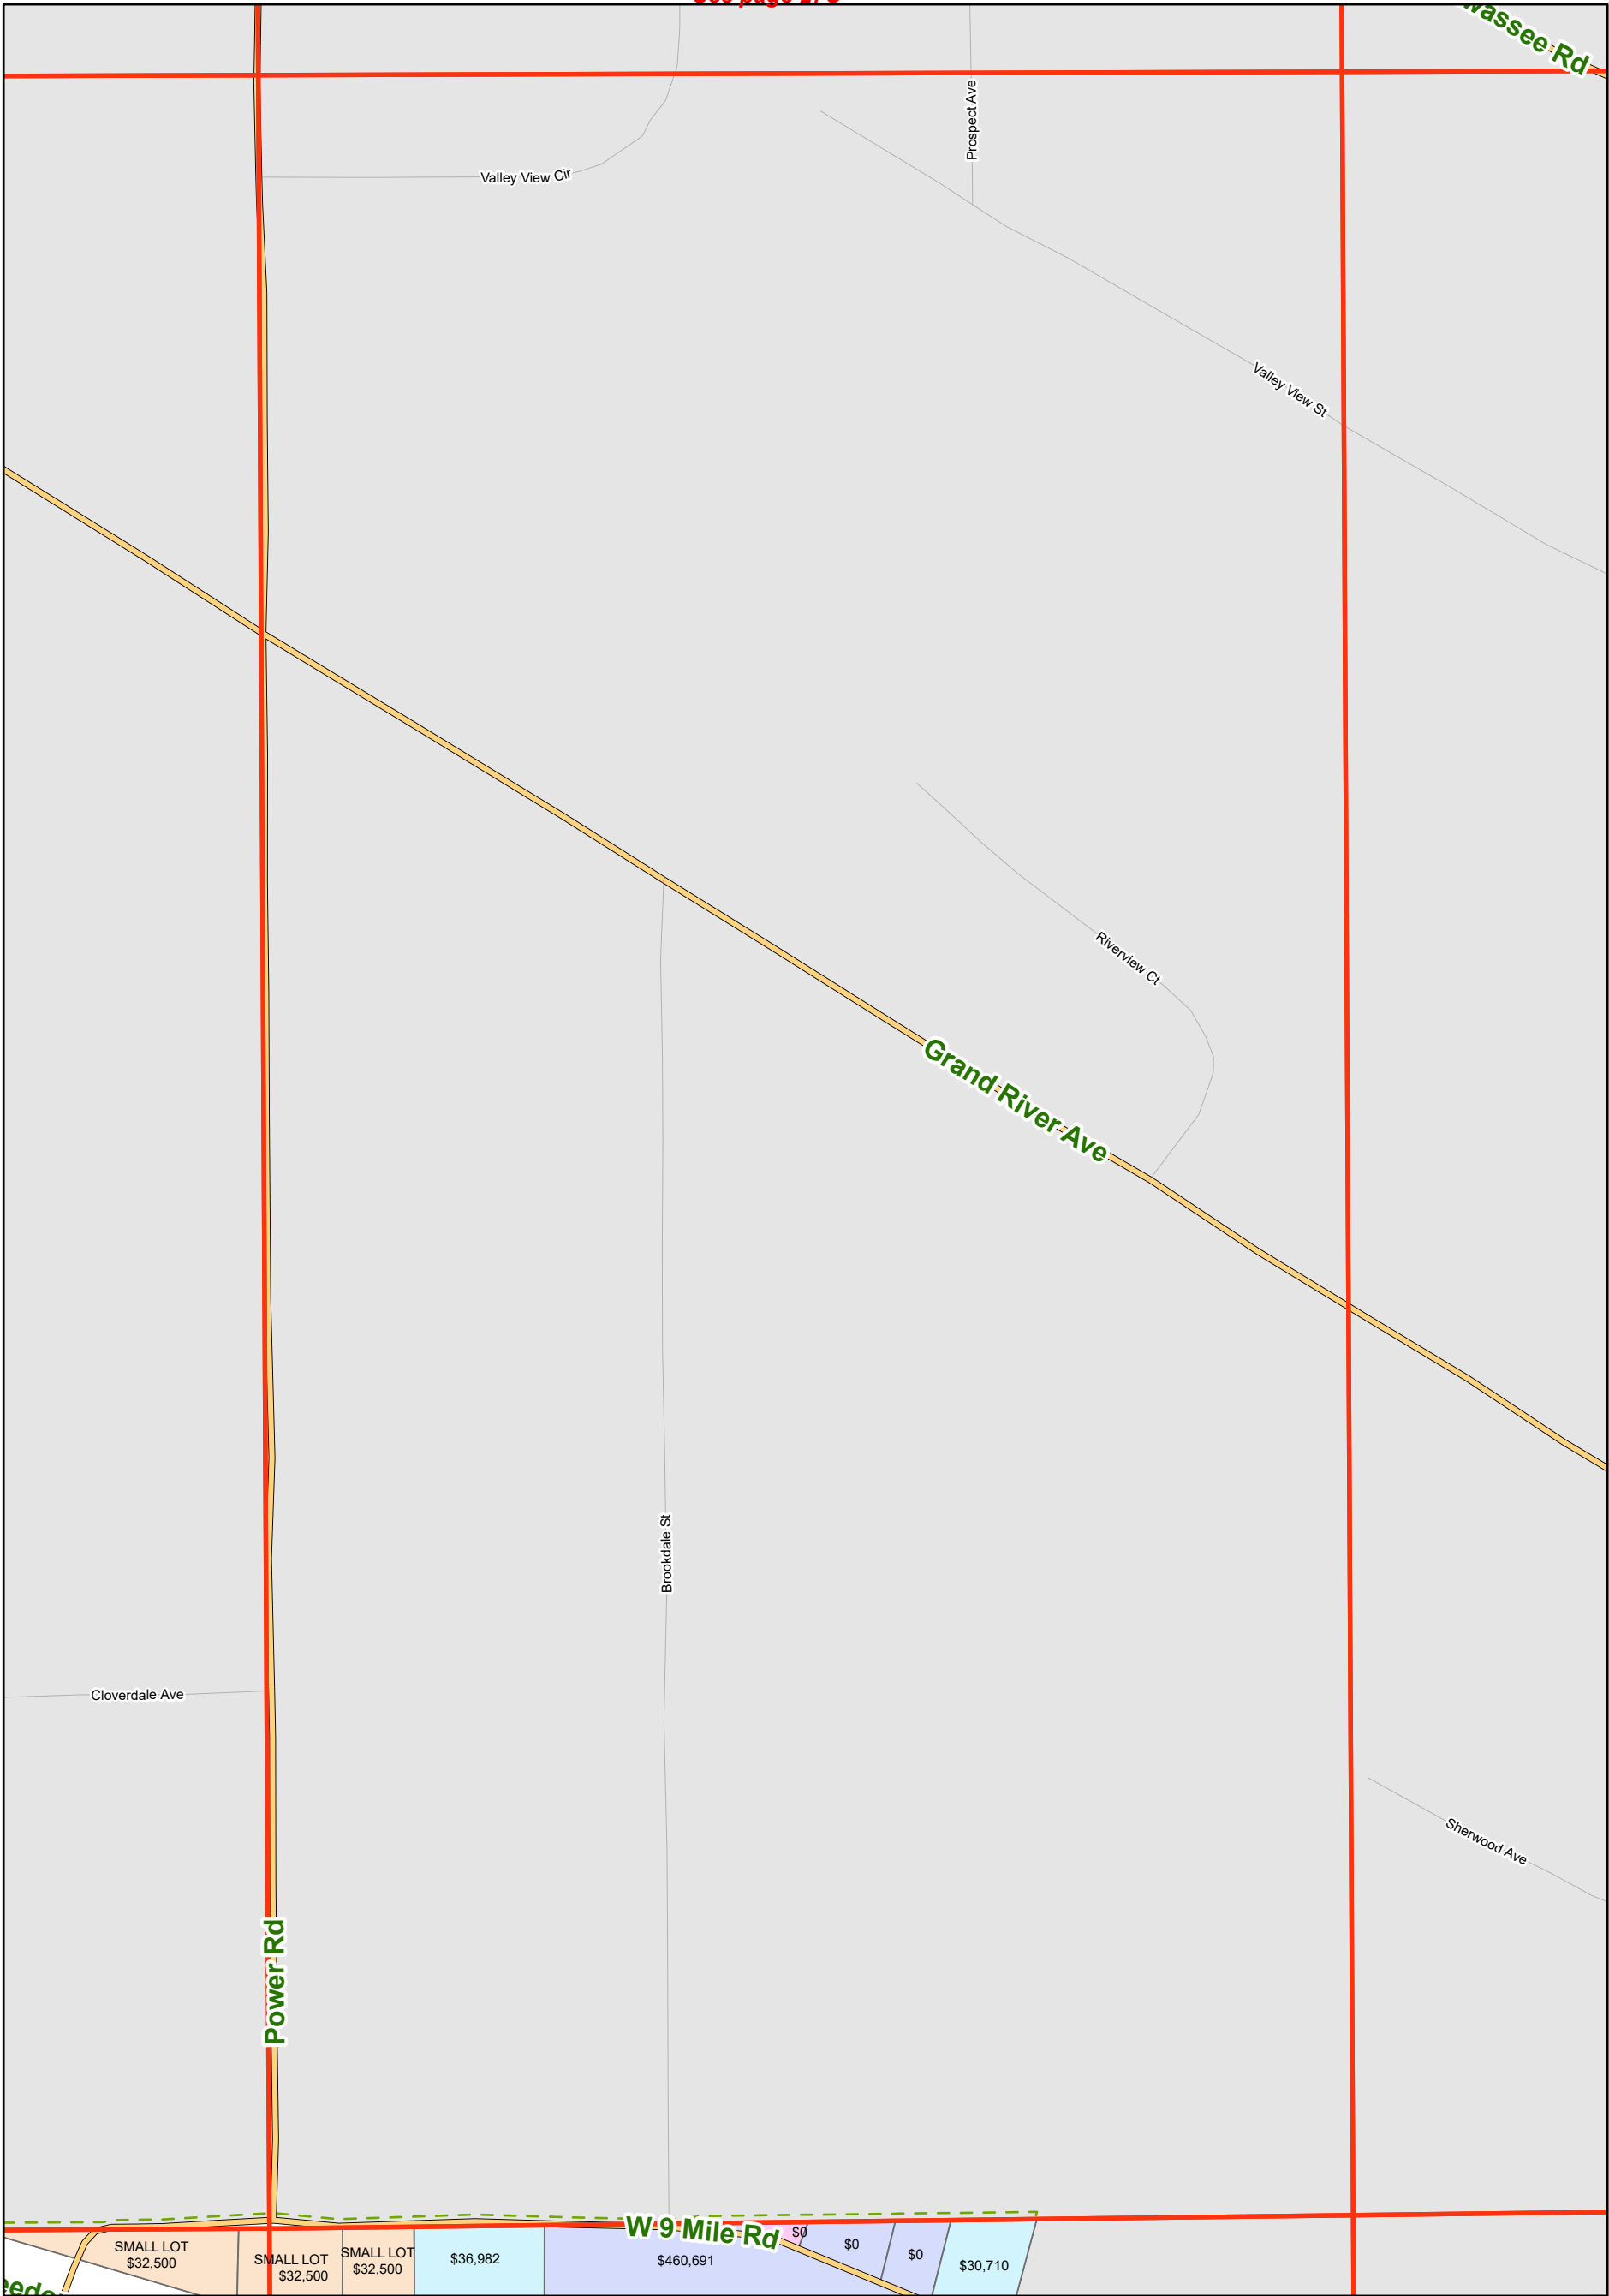 wassee Rd
Prospect Ave
Valley View Cir
Valley View St
Riverview Ct
Grand River Ave
Brookdale St
Cloverdale Ave
Sherwood Ave
Power Rd
W 9 Mile Rd
SMALL LOT
$32,500
SMALL LOT
$32,500
SMALL LOT
$32,500
$36,982
$460,691
$0
$0
$0
$30,710